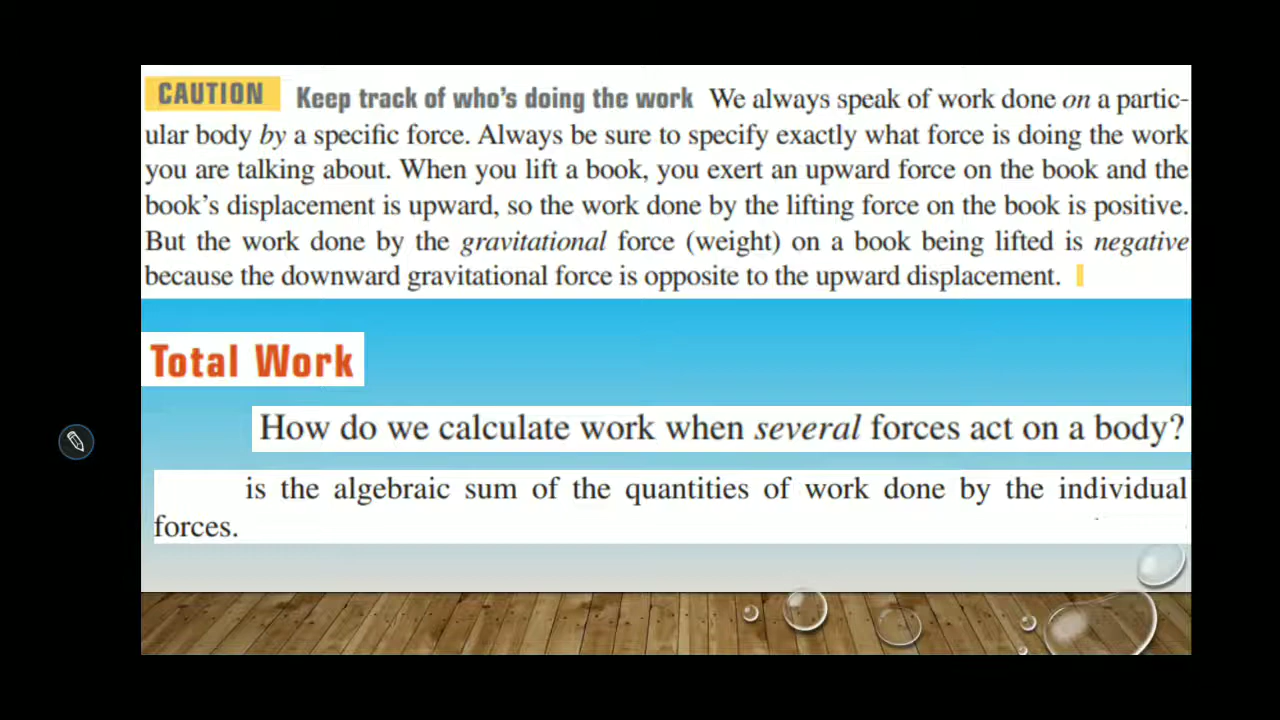 CAUTION Keep track of who's doing the work We always speak of work done on a partic-
ular body by a specific force. Always be sure to specify exactly what force is doing the work
you are talking about. When you lift a book, you exert an upward force on the book and the
book's displacement is upward, so the work done by the lifting force on the book is positive.
But the work done by the gravitational force (weight) on a book being lifted is negative
because the downward gravitational force is opposite to the upward displacement.
Total Work
How do we calculate work when several forces act on a body?
is the algebraic sum of the quantities of work done by the individual
forces.